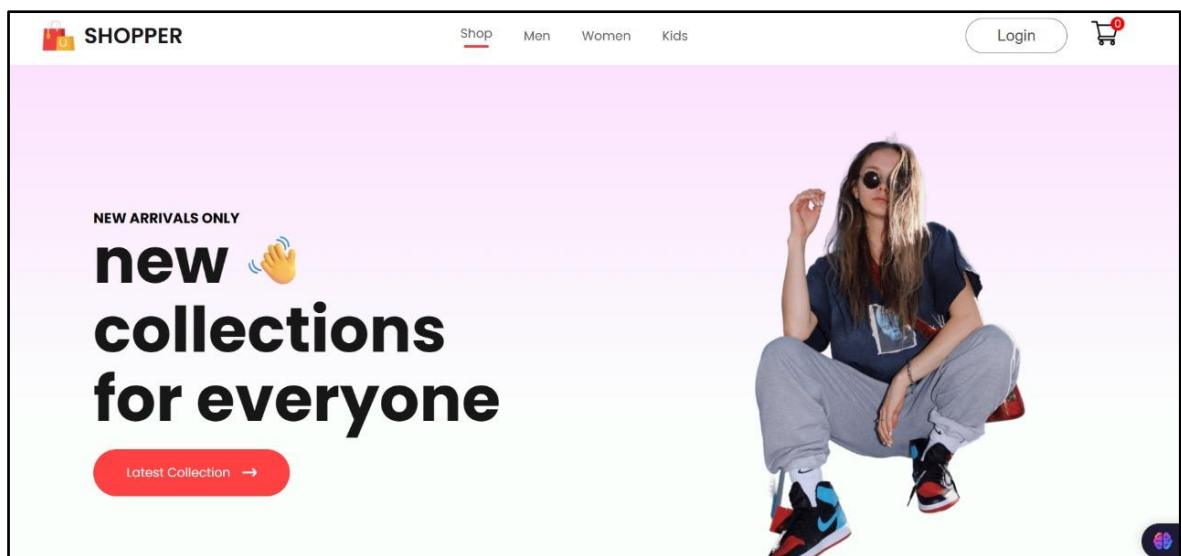 SHOPPER
Shop Men Women Kids
Login
0
NEW ARRIVALS ONLY
new 👋
collections
for everyone
Latest Collection →